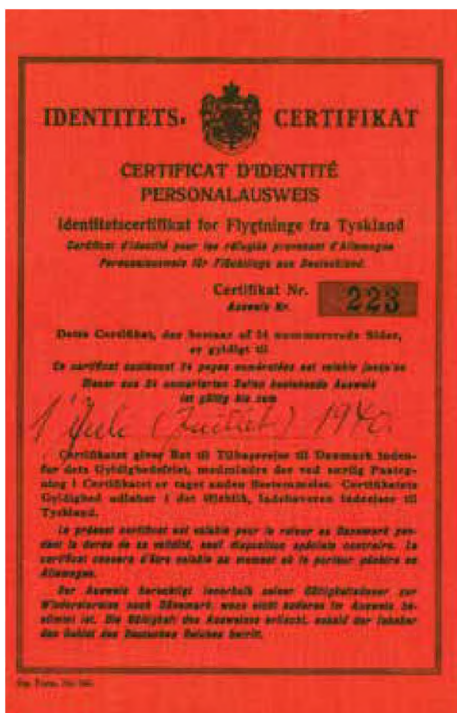 IDENTITETS- CERTIFIKAT
CERTIFICAT D'IDENTITÉ
PERSONALAUSWEIS
Identitetscertifikat for Flygtninge fra Tyskland
Certificat d'identité pour les réfugiés provenant d'Allemagne
Personalausweis für Flüchtlinge aus Deutschland.
Certifikat Nr. 223
Ausweis Nr.
Dette Certifikat, der bestaar af 24 nummererede Sider,
er gyldigt til
Ce certificat contenant 24 pages numérotées est valable jusqu'au
Dieser aus 24 numerierten Seiten bestehende Ausweis
ist gültig bis zum
1' Juli (Juillet) 1940.
Certifikatet giver Ret til Tilbagerejse til Danmark inden-
for dets Gyldighedsfrist, medmindre der ved særlig Paateg-
ning i Certifikatet er taget anden Bestemmelse. Certifikatets
Gyldighed udløber i det Øjeblik, Indehaveren indrejser til
Tyskland.
Le présent certificat est valable pour le retour au Danemark pen-
dant la durée de sa validité, sauf disposition spéciale contraire. Le
certificat cessera d'être valable au moment où le porteur pénètre en
Allemagne.
Der Ausweis berechtigt innerhalb seiner Gültigkeitsdauer zur
Wiedereinreise nach Dänemark, wenn nicht anderes im Ausweis be-
stimmt ist. Die Gültigkeit des Ausweises erlischt, sobald der Inhaber
das Gebiet des Deutschen Reiches betritt.